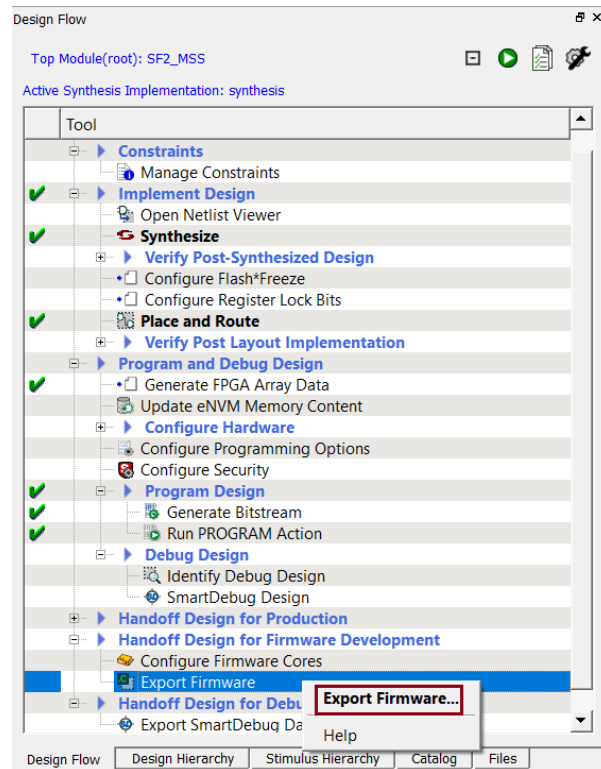 Design Flow
Top Module(root): SF2_MSS
Active Synthesis Implementation: synthesis
Tool
Constraints
Manage Constraints
Implement Design
Open Netlist Viewer
Synthesize
Verify Post-Synthesized Design
Configure Flash*Freeze
Configure Register Lock Bits
Place and Route
Verify Post Layout Implementation
Program and Debug Design
Generate FPGA Array Data
Update eNVM Memory Content
Configure Hardware
Configure Programming Options
Configure Security
Program Design
Generate Bitstream
Run PROGRAM Action
Debug Design
Identify Debug Design
SmartDebug Design
Handoff Design for Production
Handoff Design for Firmware Development
Configure Firmware Cores
Export Firmware
Export Firmware...
Handoff Design for Debu
Export SmartDebug Da
Help
Design Flow Design Hierarchy Stimulus Hierarchy Catalog Files